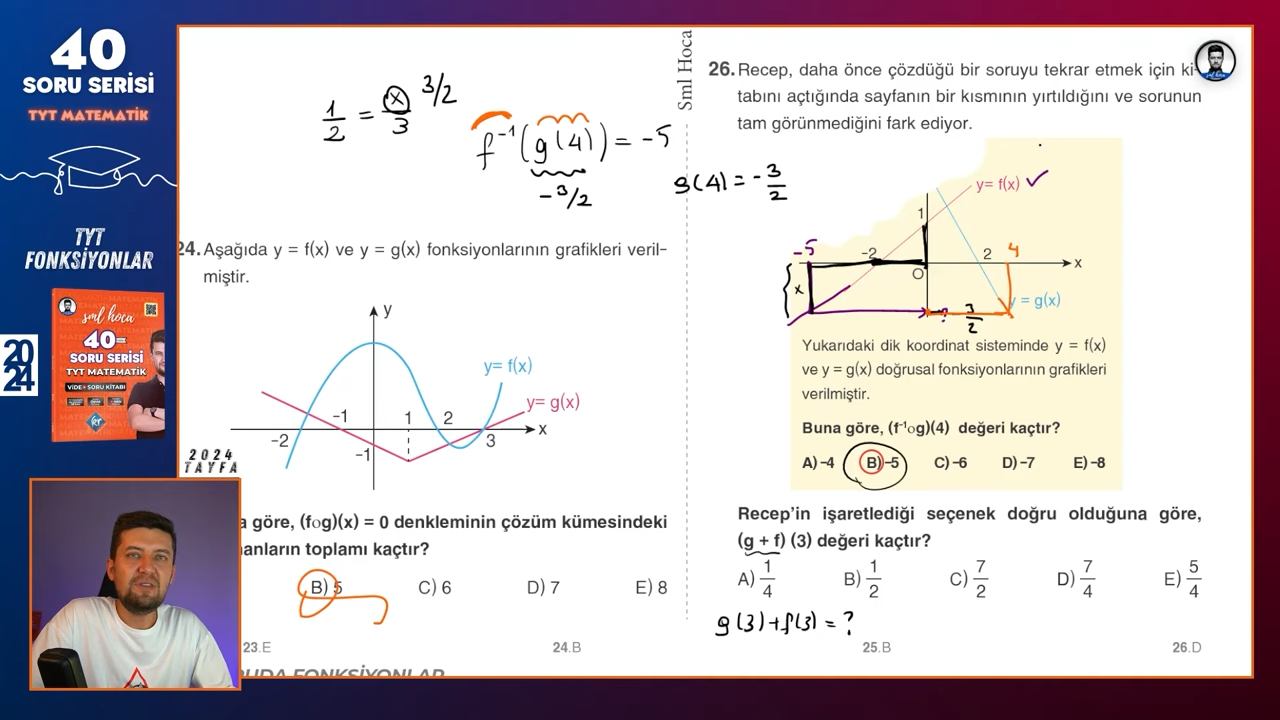 40
SORU SERİSİ
TYT MATEMATİK
TYT
FONKSİYONLAR
sml hoca
40
SORU SERİSİ
TYT MATEMATİK
VİDEO SORU KİTABI
2024
2024
TAYFA
1/2 = x/3 3/2
f⁻¹(g(4)) = -5
-3/2
g(4) = -3/2
24. Aşağıda y = f(x) ve y = g(x) fonksiyonlarının grafikleri veril-
miştir.
y
y= f(x)
y= g(x)
-2 -1 1 2 3 x
-1
a göre, (fog)(x) = 0 denkleminin çözüm kümesindeki
anların toplamı kaçtır?
B) 5 C) 6 D) 7 E) 8
Sml Hoca
26. Recep, daha önce çözdüğü bir soruyu tekrar etmek için ki-
tabını açtığında sayfanın bir kısmının yırtıldığını ve sorunun
tam görünmediğini fark ediyor.
y= f(x)
1
-5 -2 2 4 x
O
x
? 3/2
y = g(x)
Yukarıdaki dik koordinat sisteminde y = f(x)
ve y = g(x) doğrusal fonksiyonlarının grafikleri
verilmiştir.
Buna göre, (f⁻¹og)(4) değeri kaçtır?
A) -4 B) -5 C) -6 D) -7 E) -8
Recep'in işaretlediği seçenek doğru olduğuna göre,
(g + f) (3) değeri kaçtır?
A) 1/4 B) 1/2 C) 7/2 D) 7/4 E) 5/4
g(3)+f(3) = ?
23.E 24.B 25.B 26.D